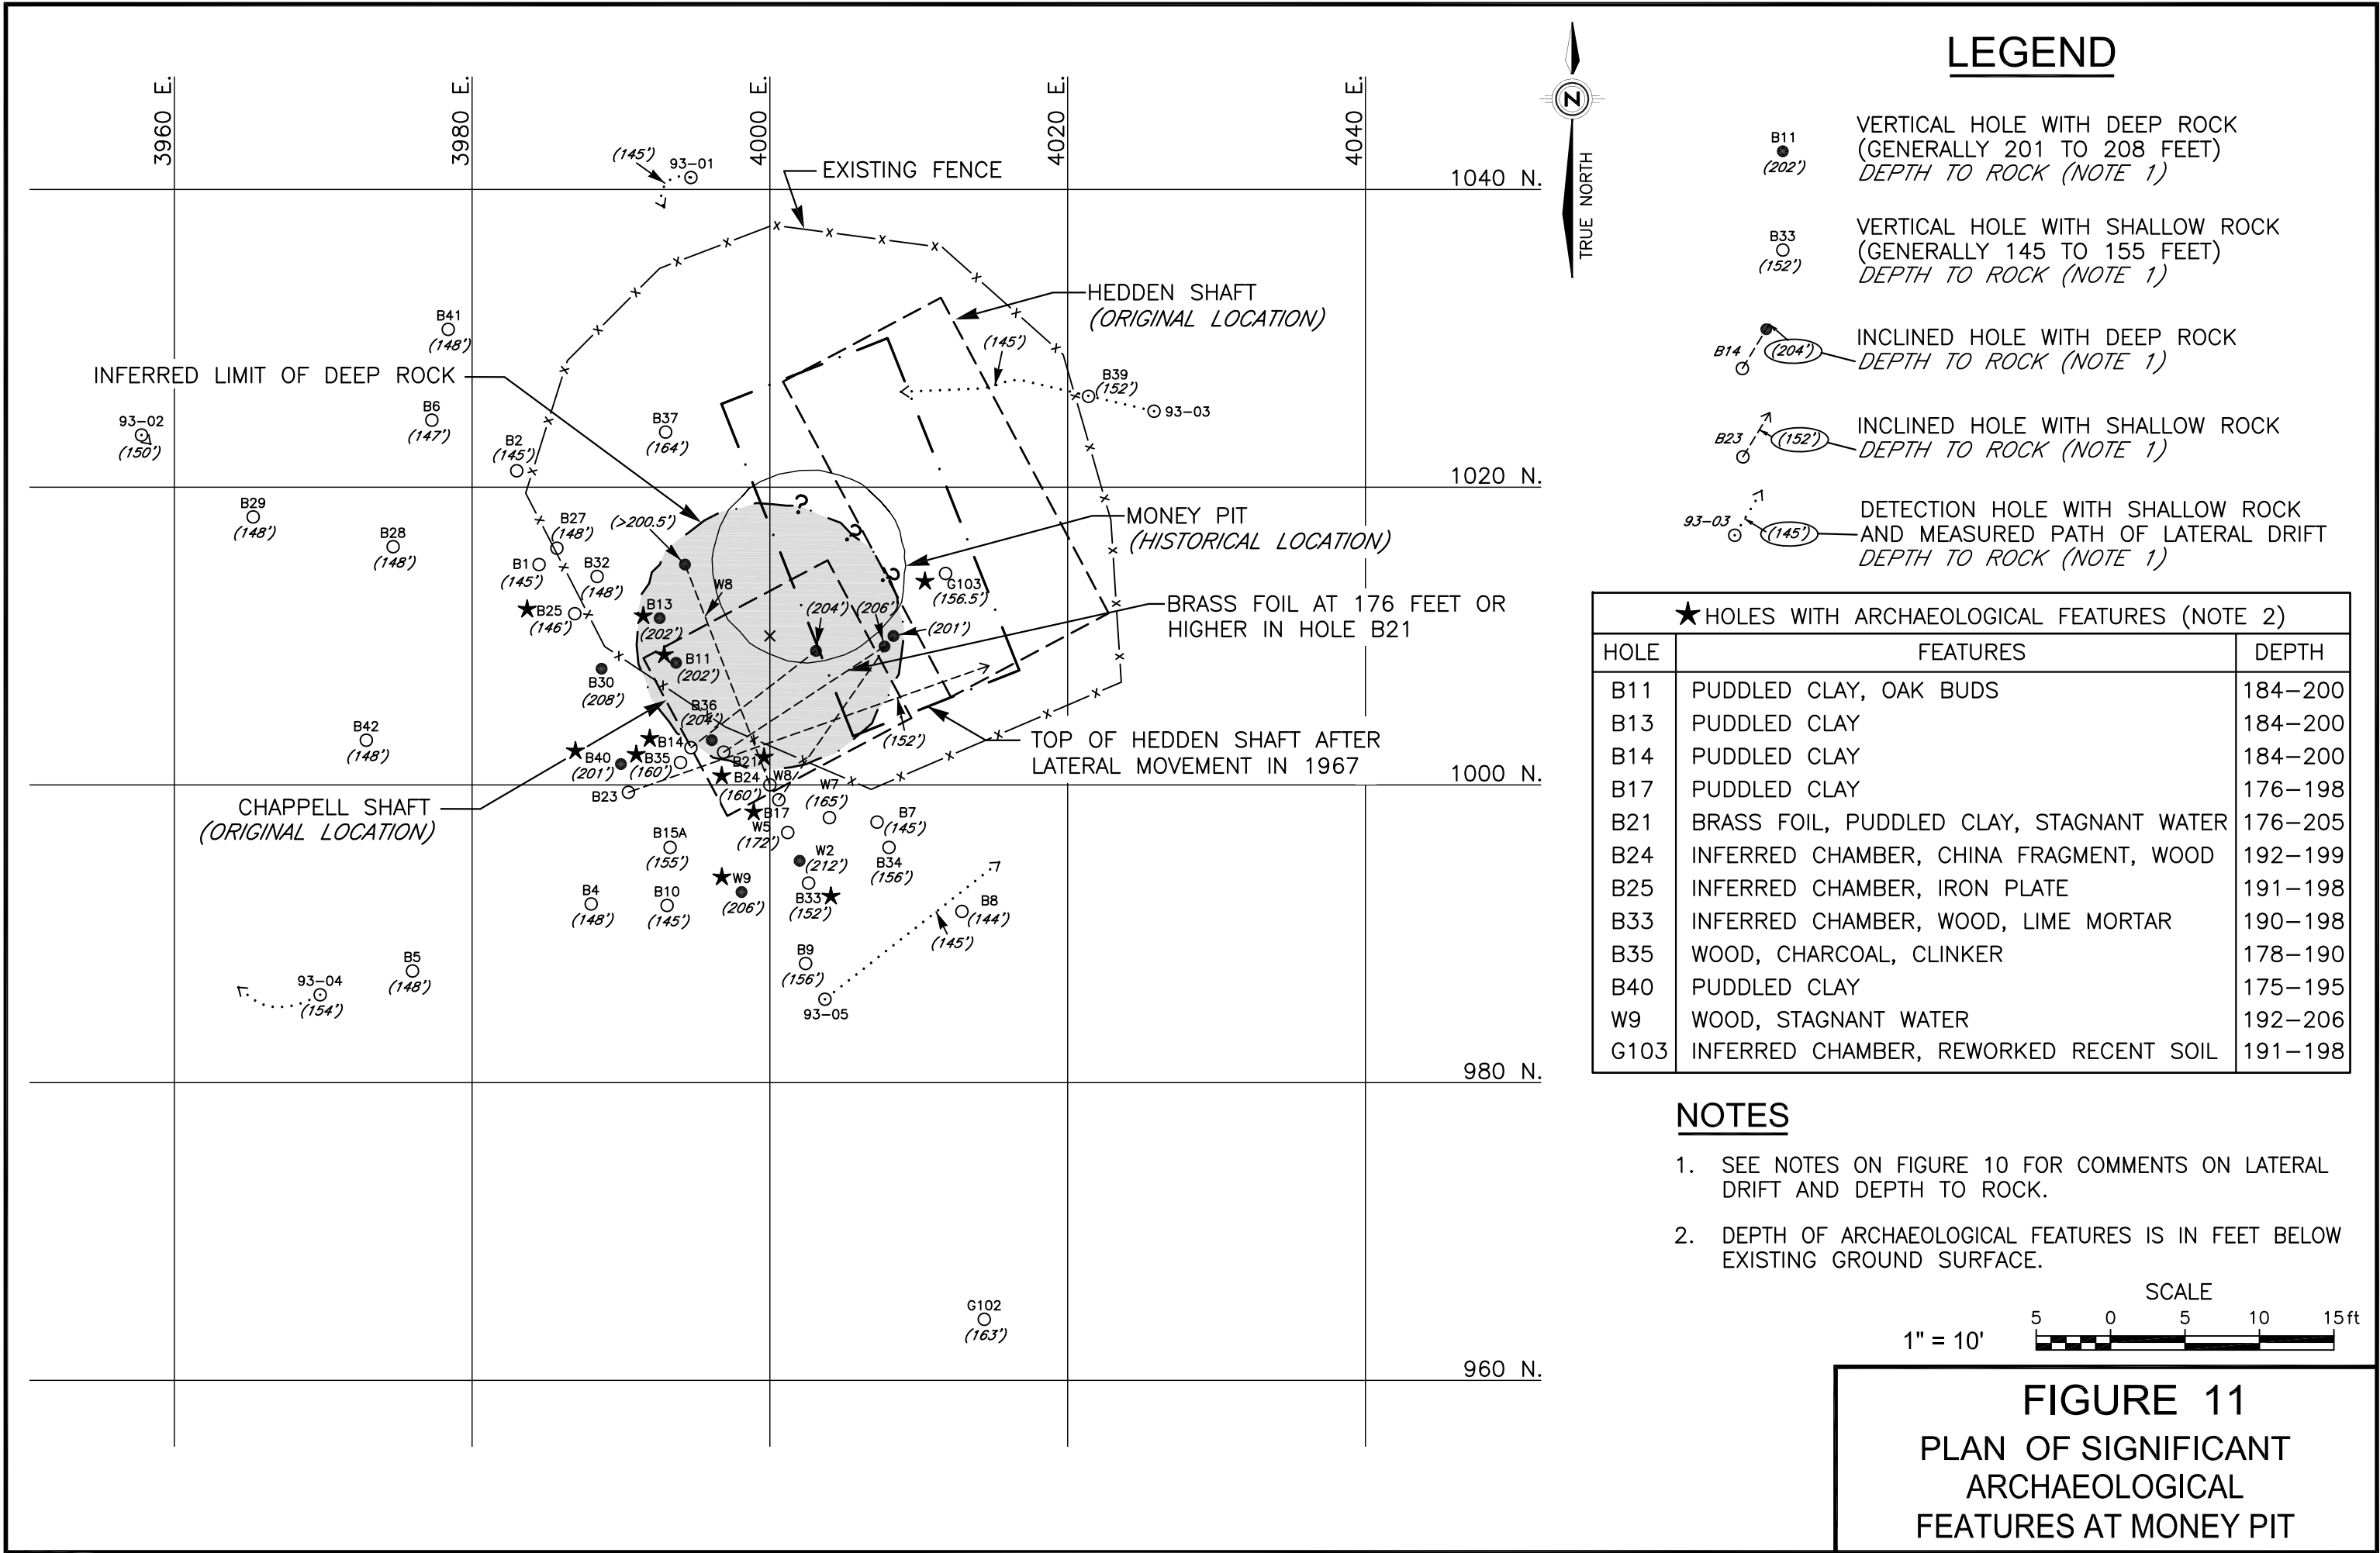 3960 E.
3980 E.
4000 E.
4020 E.
4040 E.
1040 N.
1020 N.
1000 N.
980 N.
960 N.
(145')
93-01
EXISTING FENCE
HEDDEN SHAFT
(ORIGINAL LOCATION)
(145')
B39
(152')
93-03
B41
(148')
INFERRED LIMIT OF DEEP ROCK
93-02
(150')
B6
(147')
B2
(145')
B37
(164')
MONEY PIT
(HISTORICAL LOCATION)
B29
(148')
B28
(148')
B27
(148')
(>200.5')
?
?
?
B1
(145')
B32
(148')
W8
G103
(156.5')
B25
(146')
B13
(202')
(204')
(206')
(201')
BRASS FOIL AT 176 FEET OR
HIGHER IN HOLE B21
B11
(202')
B30
(208')
B36
(204')
(152')
B42
(148')
B14
B40
(201')
B35
(160')
B21
B24
(160')
W8
B23
TOP OF HEDDEN SHAFT AFTER
LATERAL MOVEMENT IN 1967
CHAPPELL SHAFT
(ORIGINAL LOCATION)
B17
W7
(165')
W5
(172')
B7
(145')
B15A
(155')
W2
(212')
B34
(156')
B4
(148')
B10
(145')
W9
(206')
B33
(152')
B8
(144')
(145')
B5
(148')
93-04
(154')
B9
(156')
93-05
G102
(163')
N
TRUE NORTH
LEGEND
B11
(202')
VERTICAL HOLE WITH DEEP ROCK
(GENERALLY 201 TO 208 FEET)
DEPTH TO ROCK (NOTE 1)
B33
(152')
VERTICAL HOLE WITH SHALLOW ROCK
(GENERALLY 145 TO 155 FEET)
DEPTH TO ROCK (NOTE 1)
B14
(204')
INCLINED HOLE WITH DEEP ROCK
DEPTH TO ROCK (NOTE 1)
B23
(152')
INCLINED HOLE WITH SHALLOW ROCK
DEPTH TO ROCK (NOTE 1)
93-03
(145')
DETECTION HOLE WITH SHALLOW ROCK
AND MEASURED PATH OF LATERAL DRIFT
DEPTH TO ROCK (NOTE 1)
★HOLES WITH ARCHAEOLOGICAL FEATURES (NOTE 2)
HOLE FEATURES DEPTH
B11 PUDDLED CLAY, OAK BUDS 184-200
B13 PUDDLED CLAY 184-200
B14 PUDDLED CLAY 184-200
B17 PUDDLED CLAY 176-198
B21 BRASS FOIL, PUDDLED CLAY, STAGNANT WATER 176-205
B24 INFERRED CHAMBER, CHINA FRAGMENT, WOOD 192-199
B25 INFERRED CHAMBER, IRON PLATE 191-198
B33 INFERRED CHAMBER, WOOD, LIME MORTAR 190-198
B35 WOOD, CHARCOAL, CLINKER 178-190
B40 PUDDLED CLAY 175-195
W9 WOOD, STAGNANT WATER 192-206
G103 INFERRED CHAMBER, REWORKED RECENT SOIL 191-198
NOTES
1. SEE NOTES ON FIGURE 10 FOR COMMENTS ON LATERAL
DRIFT AND DEPTH TO ROCK.
2. DEPTH OF ARCHAEOLOGICAL FEATURES IS IN FEET BELOW
EXISTING GROUND SURFACE.
SCALE
5 0 5 10 15ft
1" = 10'
FIGURE 11
PLAN OF SIGNIFICANT
ARCHAEOLOGICAL
FEATURES AT MONEY PIT